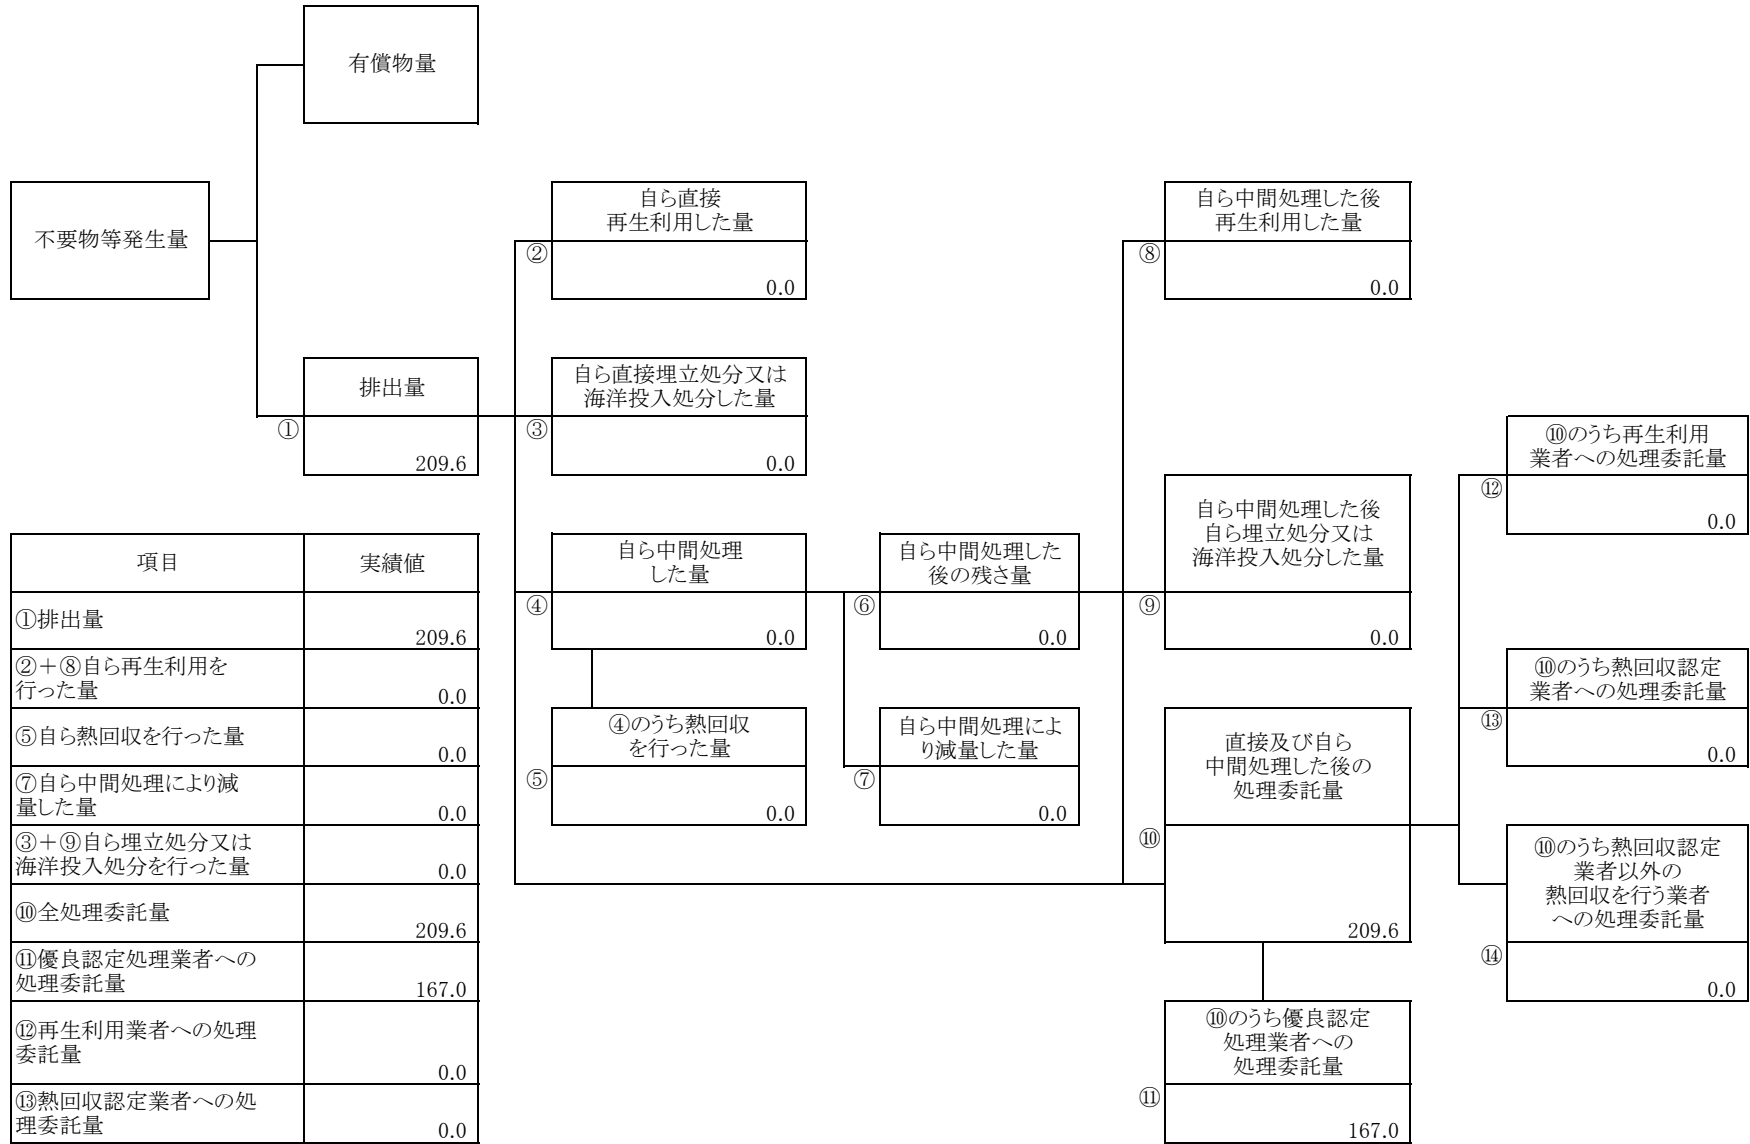 有償物量
不要物等発生量
排出量
①
209.6
自ら直接
再生利用した量
②
0.0
自ら直接埋立処分又は
海洋投入処分した量
③
0.0
自ら中間処理
した量
④
0.0
④のうち熱回収
を行った量
⑤
0.0
自ら中間処理した
後の残さ量
⑥
0.0
自ら中間処理によ
り減量した量
⑦
0.0
自ら中間処理した後
再生利用した量
⑧
0.0
自ら中間処理した後
自ら埋立処分又は
海洋投入処分した量
⑨
0.0
直接及び自ら
中間処理した後の
処理委託量
⑩
209.6
⑩のうち優良認定
処理業者への
処理委託量
⑪
167.0
⑩のうち再生利用
業者への処理委託量
⑫
0.0
⑩のうち熱回収認定
業者への処理委託量
⑬
0.0
⑩のうち熱回収認定
業者以外の
熱回収を行う業者
への処理委託量
⑭
0.0
項目 実績値
①排出量
209.6
②+⑧自ら再生利用を
行った量
0.0
⑤自ら熱回収を行った量
0.0
⑦自ら中間処理により減
量した量
0.0
③+⑨自ら埋立処分又は
海洋投入処分を行った量
0.0
⑩全処理委託量
209.6
⑪優良認定処理業者への
処理委託量
167.0
⑫再生利用業者への処理
委託量
0.0
⑬熱回収認定業者への処
理委託量
0.0